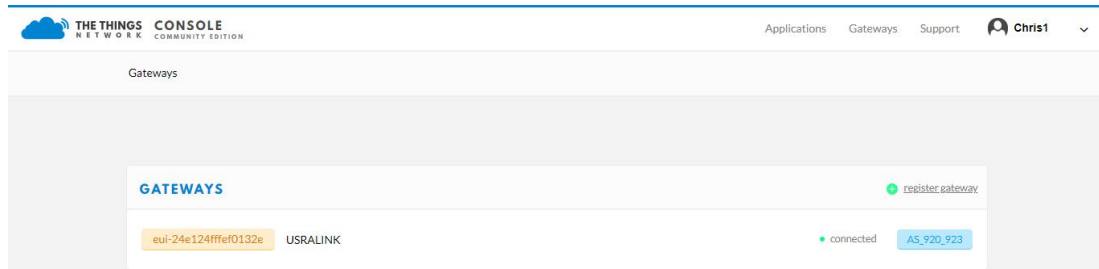 THE THINGS CONSOLE
NETWORK COMMUNITY EDITION
Applications Gateways Support Chris1
Gateways
GATEWAYS register gateway
eui-24e124fffef0132e USRALINK connected AS_920_923